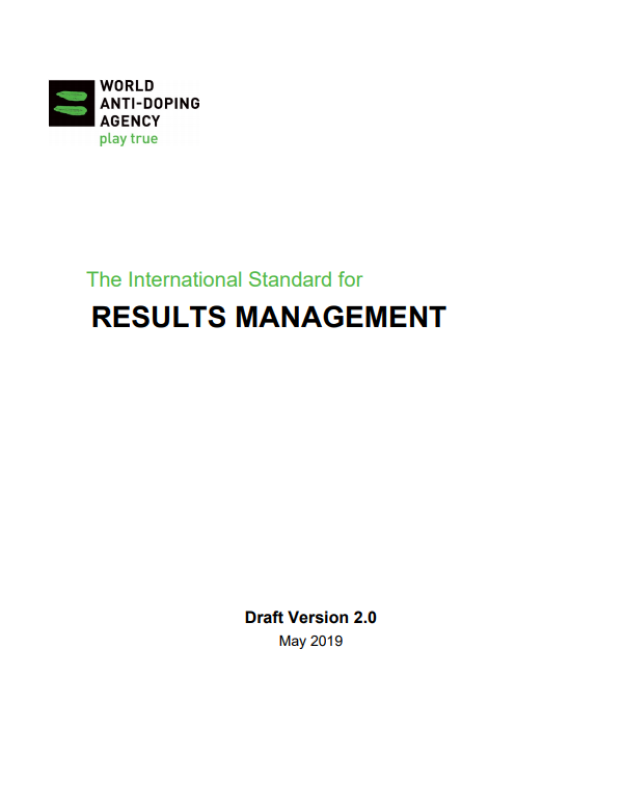 WORLD
ANTI-DOPING
AGENCY
play true
The International Standard for
RESULTS MANAGEMENT
Draft Version 2.0
May 2019